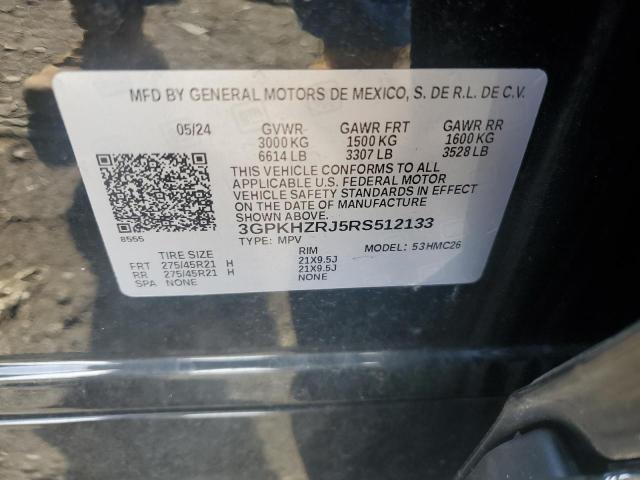 MFD BY GENERAL MOTORS DE MEXICO, S. DE R.L. DE C.V.
05/24 GVWR GAWR FRT GAWR RR
3000 KG 1500 KG 1600 KG
6614 LB 3307 LB 3528 LB
THIS VEHICLE CONFORMS TO ALL
APPLICABLE U.S. FEDERAL MOTOR
VEHICLE SAFETY STANDARDS IN EFFECT
ON THE DATE OF MANUFACTURE
SHOWN ABOVE.
8555 3GPKHZRJ5RS512133
TYPE: MPV MODEL: 53HMC26
TIRE SIZE RIM
FRT 275/45R21 H 21X9.5J
RR 275/45R21 H 21X9.5J
SPA NONE NONE